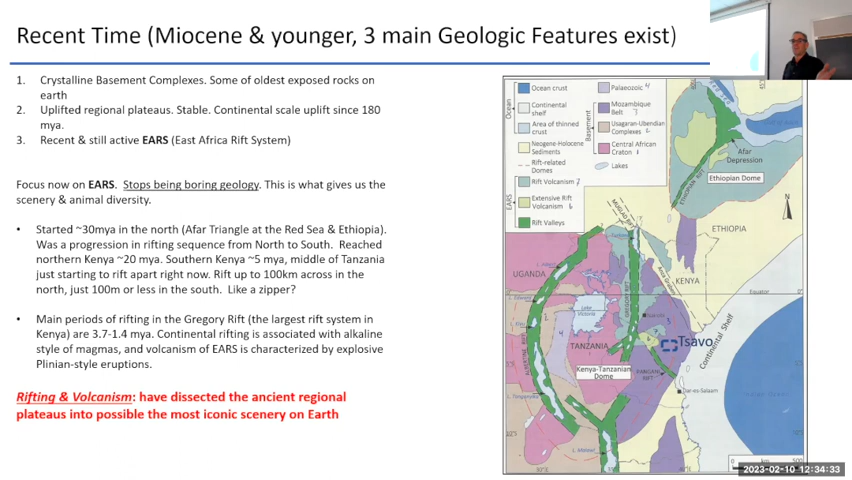 Recent Time (Miocene & younger, 3 main Geologic Features exist)
1. Crystalline Basement Complexes. Some of oldest exposed rocks on
earth
2. Uplifted regional plateaus. Stable. Continental scale uplift since 180
mya.
3. Recent & still active EARS (East Africa Rift System)
Focus now on EARS. Stops being boring geology. This is what gives us the
scenery & animal diversity.
• Started ~30mya in the north (Afar Triangle at the Red Sea & Ethiopia).
Was a progression in rifting sequence from North to South. Reached
northern Kenya ~20 mya. Southern Kenya ~5 mya, middle of Tanzania
just starting to rift apart right now. Rift up to 100km across in the
north, just 100m or less in the south. Like a zipper?
• Main periods of rifting in the Gregory Rift (the largest rift system in
Kenya) are 3.7-1.4 mya. Continental rifting is associated with alkaline
style of magmas, and volcanism of EARS is characterized by explosive
Plinian-style eruptions.
Rifting & Volcanism: have dissected the ancient regional
plateaus into possible the most iconic scenery on Earth
Ocean
Ocean crust
Continental
shelf
Area of thinned
crust
Neogene-Holocene
Sediments
Rift-related
Domes
EARS
Rift Volcanism 7
Extensive Rift
Volcanism 6
Rift Valleys
Basement
Palaeozoic 4
Mozambique
Belt 3
Usagaran-Ubendian
Complexes 2
Central African
Craton 1
Lakes
Afar
Depression
Ethiopian Dome
ETHIOPIAN RIFT
N
ETHIOPIA
UGANDA
KENYA
Equator
GREGORY RIFT
Lake
Victoria
Nairobi
TANZANIA
Tsavo
Continental Shelf
Kenya-Tanzanian
Dome
PANGANI
RIFT
Dar-es-Salaam
km
2023-02-10 12:34:33